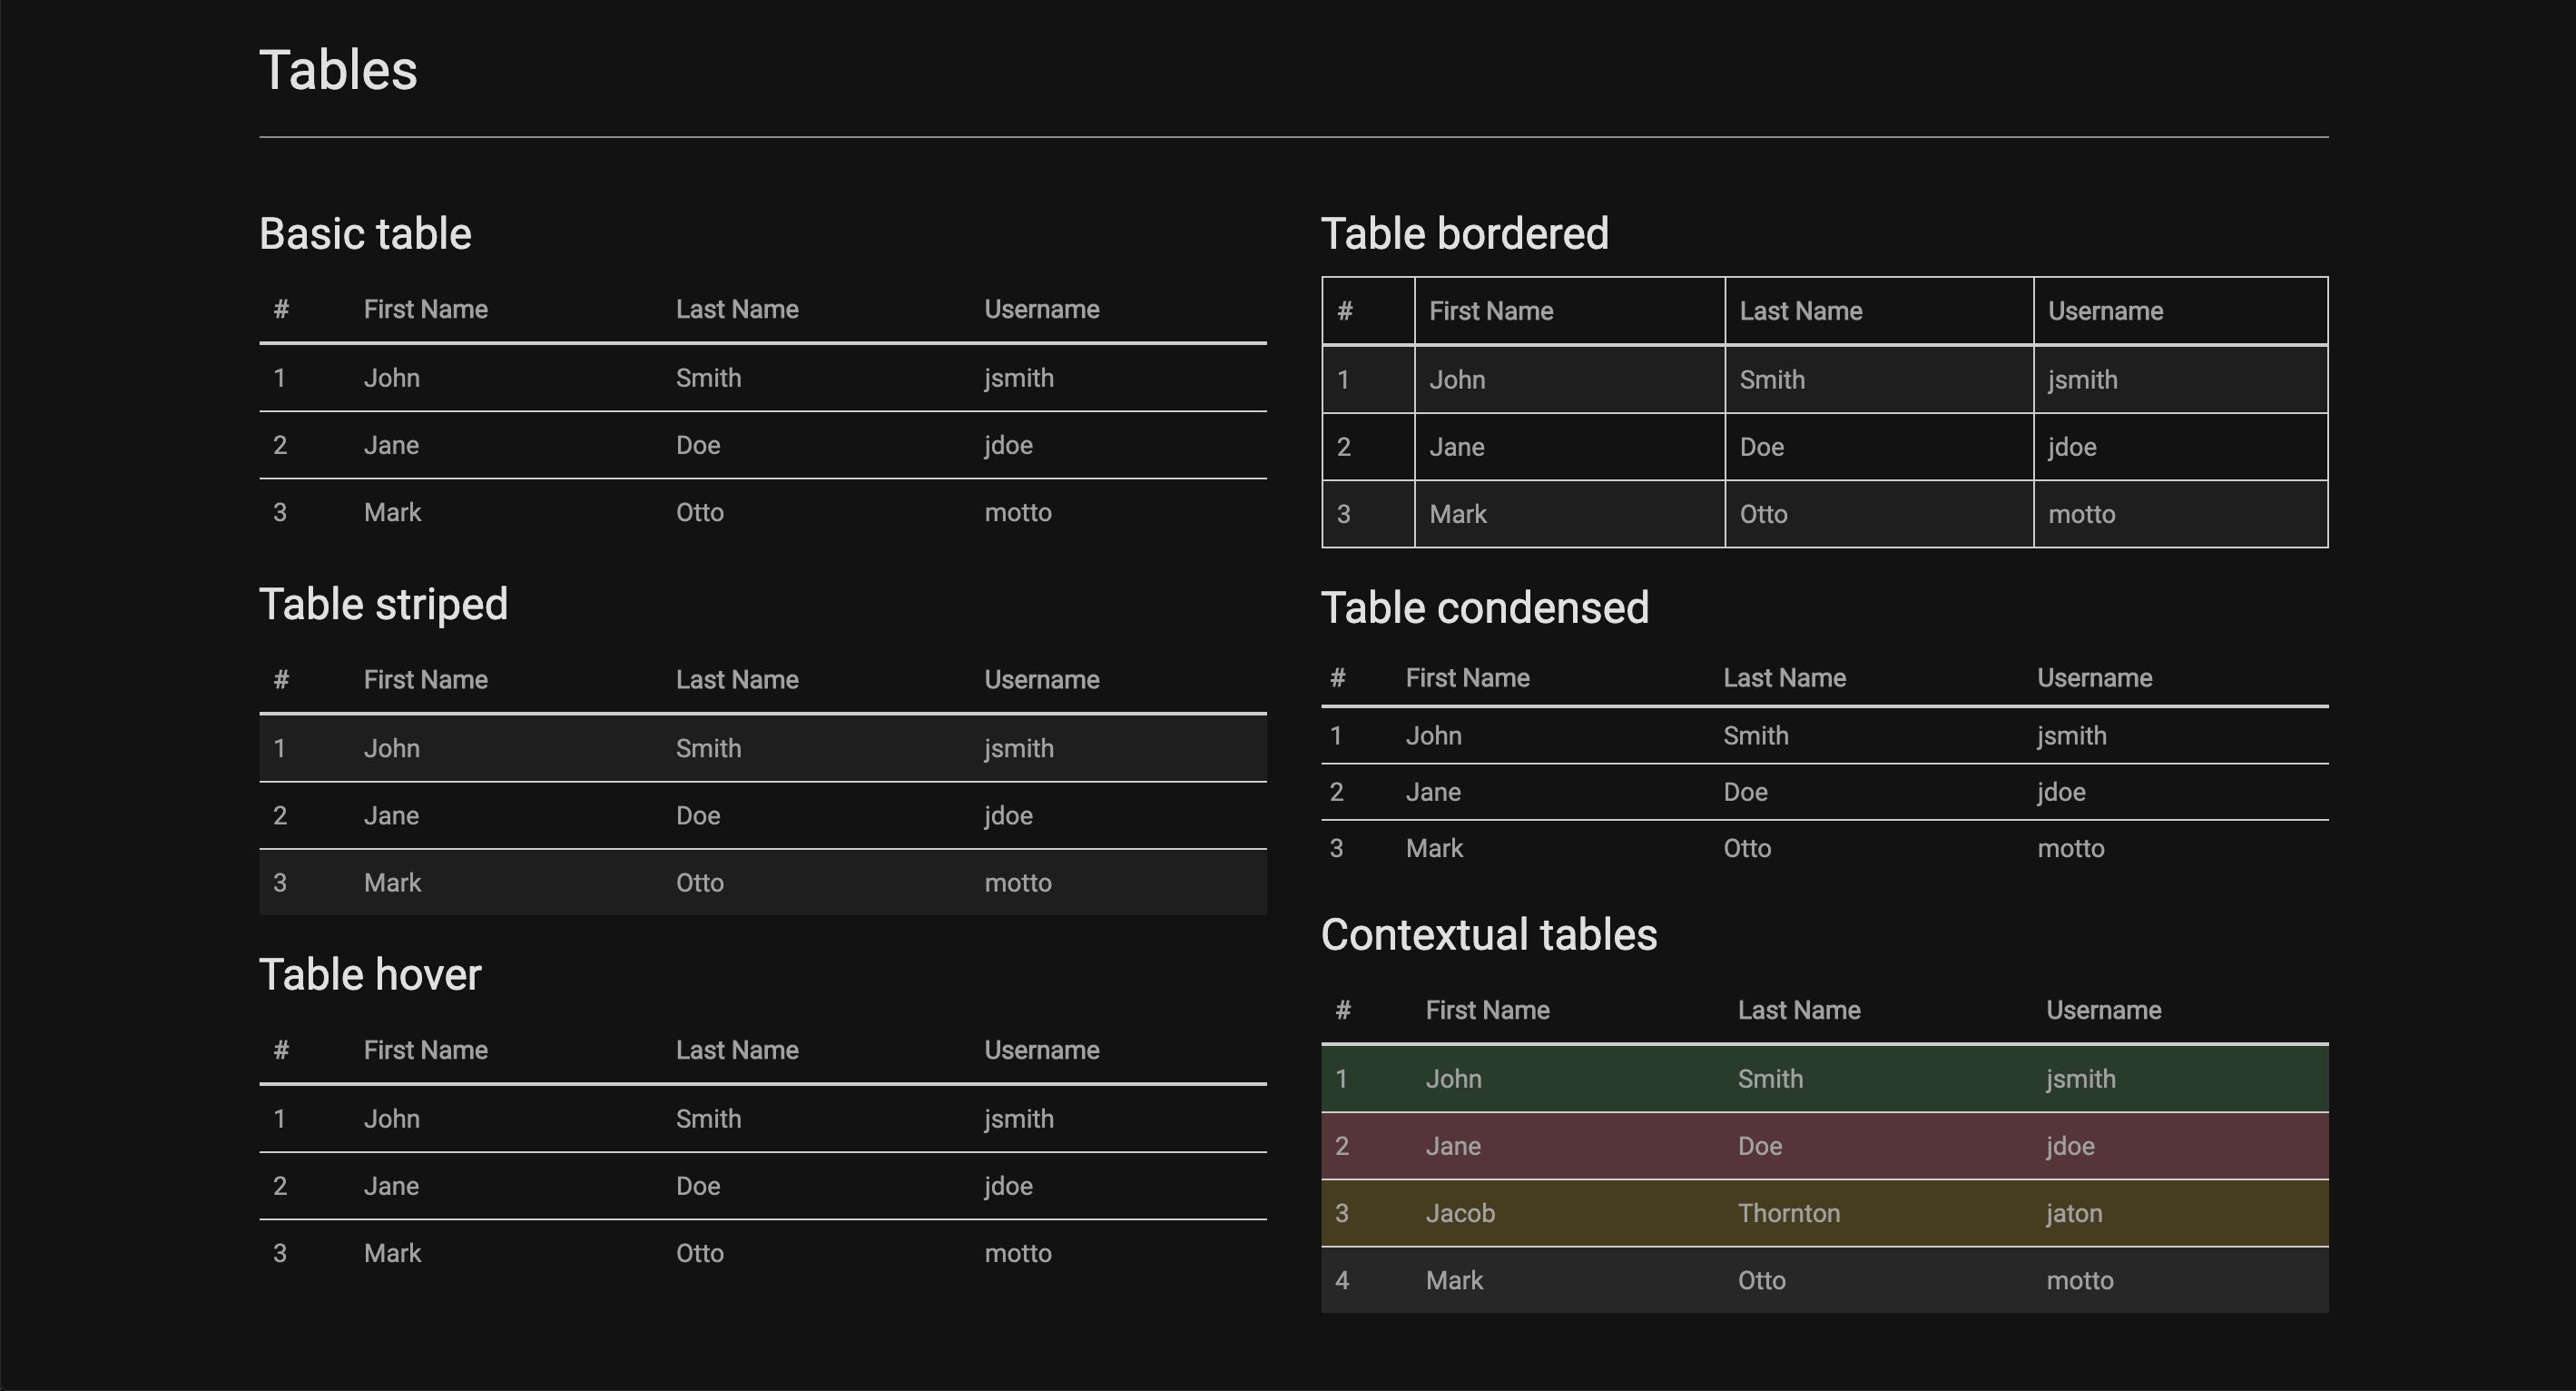 Tables
Basic table
# First Name Last Name Username
1 John Smith jsmith
2 Jane Doe jdoe
3 Mark Otto motto
Table striped
# First Name Last Name Username
1 John Smith jsmith
2 Jane Doe jdoe
3 Mark Otto motto
Table hover
# First Name Last Name Username
1 John Smith jsmith
2 Jane Doe jdoe
3 Mark Otto motto
Table bordered
# First Name Last Name Username
1 John Smith jsmith
2 Jane Doe jdoe
3 Mark Otto motto
Table condensed
# First Name Last Name Username
1 John Smith jsmith
2 Jane Doe jdoe
3 Mark Otto motto
Contextual tables
# First Name Last Name Username
1 John Smith jsmith
2 Jane Doe jdoe
3 Jacob Thornton jaton
4 Mark Otto motto